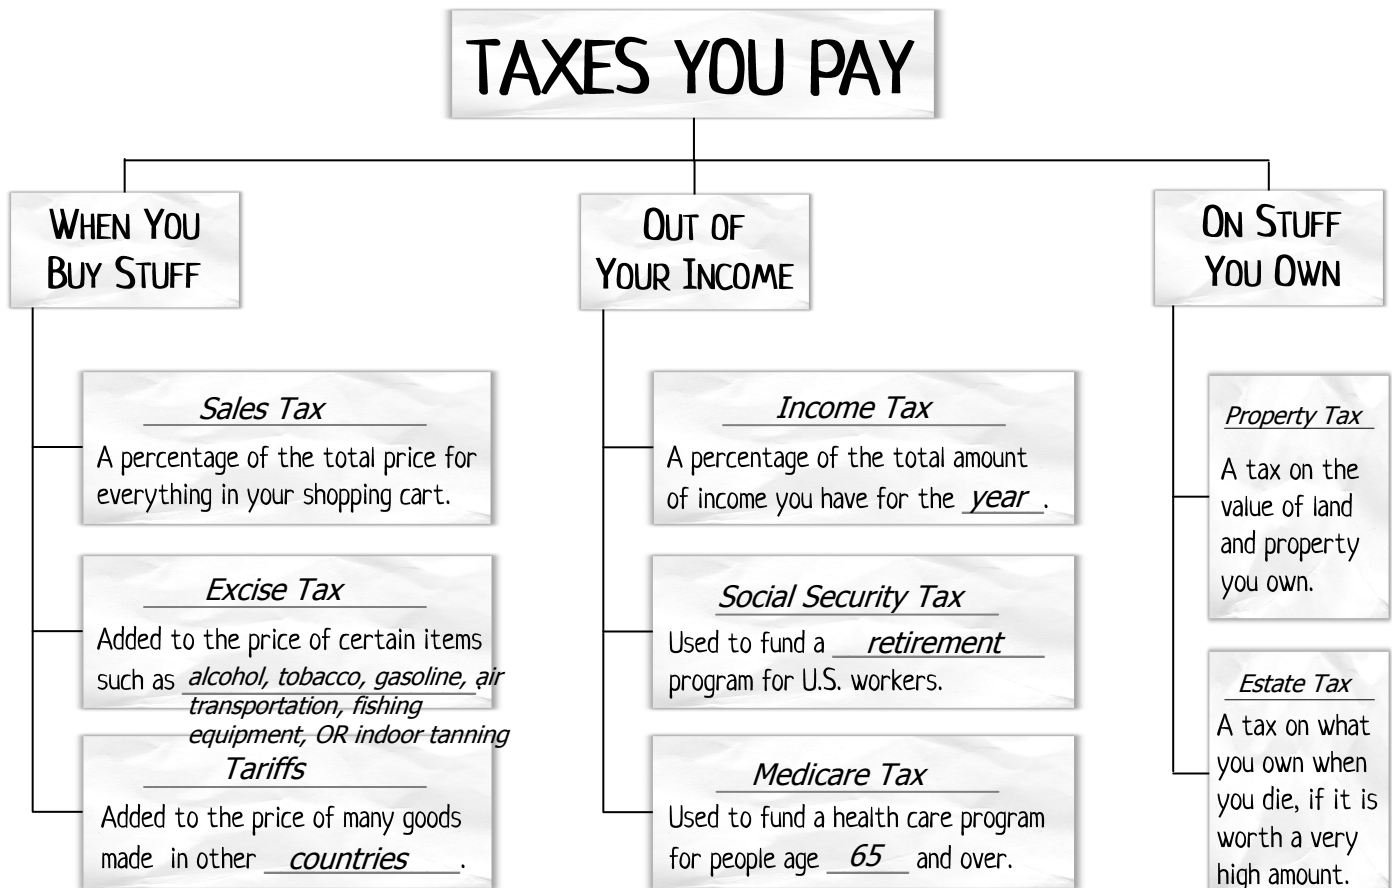 TAXES YOU PAY
WHEN YOU
BUY STUFF
Sales Tax
A percentage of the total price for
everything in your shopping cart.
Excise Tax
Added to the price of certain items
such as alcohol, tobacco, gasoline, air
transportation, fishing
equipment, OR indoor tanning.
Tariffs
Added to the price of many goods
made in other countries.
OUT OF
YOUR INCOME
Income Tax
A percentage of the total amount
of income you have for the year.
Social Security Tax
Used to fund a retirement
program for U.S. workers.
Medicare Tax
Used to fund a health care program
for people age 65 and over.
ON STUFF
YOU OWN
Property Tax
A tax on the
value of land
and property
you own.
Estate Tax
A tax on what
you own when
you die, if it is
worth a very
high amount.